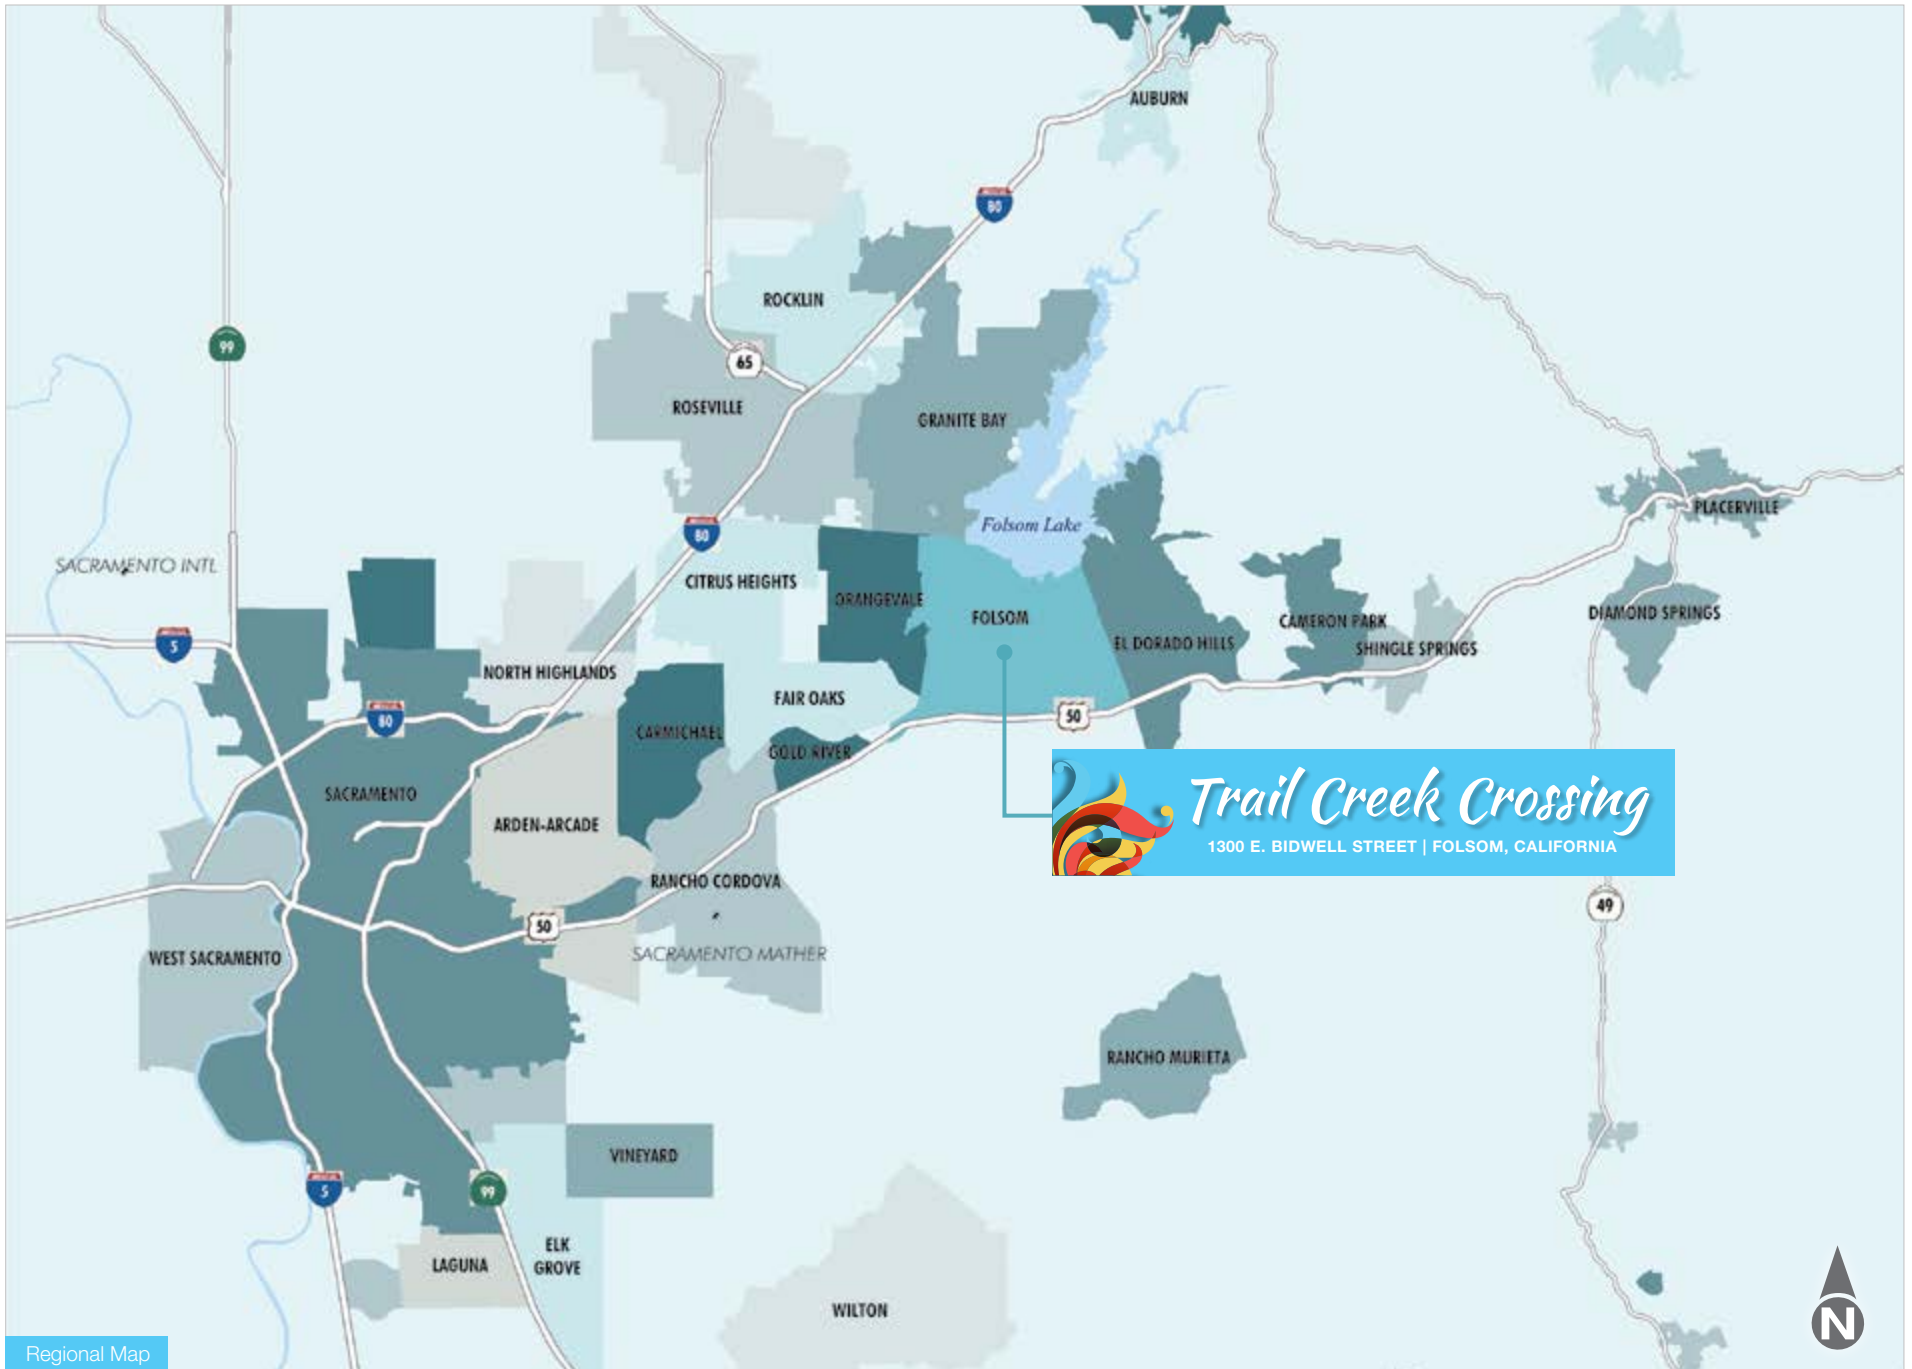 AUBURN
80
ROCKLIN
99
65
ROSEVILLE
GRANITE BAY
PLACERVILLE
Folsom Lake
80
SACRAMENTO INTL
CITRUS HEIGHTS
ORANGEVALE
FOLSOM
DIAMOND SPRINGS
CAMERON PARK
5
EL DORADO HILLS
SHINGLE SPRINGS
NORTH HIGHLANDS
FAIR OAKS
80
50
CARMICHAEL
GOLD RIVER
SACRAMENTO
Trail Creek Crossing
1300 E. BIDWELL STREET | FOLSOM, CALIFORNIA
ARDEN-ARCADE
RANCHO CORDOVA
49
50
WEST SACRAMENTO
SACRAMENTO MATHER
RANCHO MURIETA
VINEYARD
5
99
ELK
GROVE
LAGUNA
WILTON
N
Regional Map